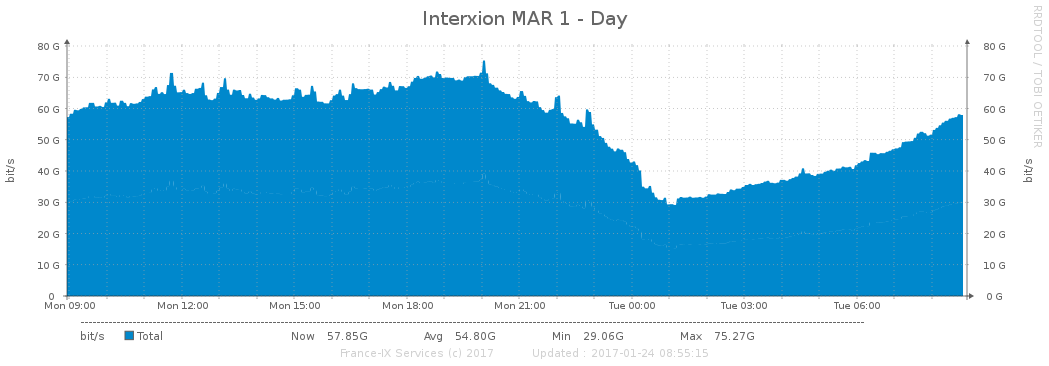 Interxion MAR 1 - Day
RRDTOOL / TOBI OETIKER
bit/s
80 G
70 G
60 G
50 G
40 G
30 G
20 G
10 G
0
80 G
70 G
60 G
50 G
40 G
30 G
20 G
10 G
0 G
bit/s
Mon 09:00 Mon 12:00 Mon 15:00 Mon 18:00 Mon 21:00 Tue 00:00 Tue 03:00 Tue 06:00
bit/s Total Now 57.85G Avg 54.80G Min 29.06G Max 75.27G
France-IX Services (c) 2017 Updated : 2017-01-24 08:55:15